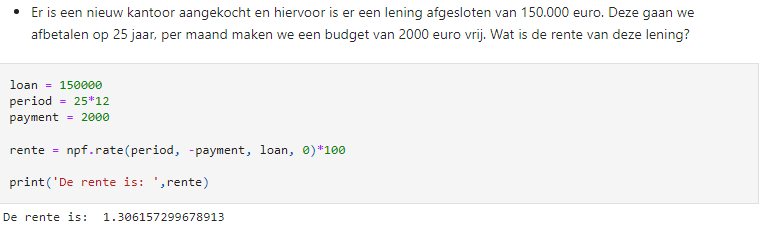 • Er is een nieuw kantoor aangekocht en hiervoor is er een lening afgesloten van 150.000 euro. Deze gaan we
afbetalen op 25 jaar, per maand maken we een budget van 2000 euro vrij. Wat is de rente van deze lening?
loan = 150000
period = 25*12
payment = 2000
rente = npf.rate(period, -payment, loan, 0)*100
print('De rente is: ',rente)
De rente is:  1.306157299678913